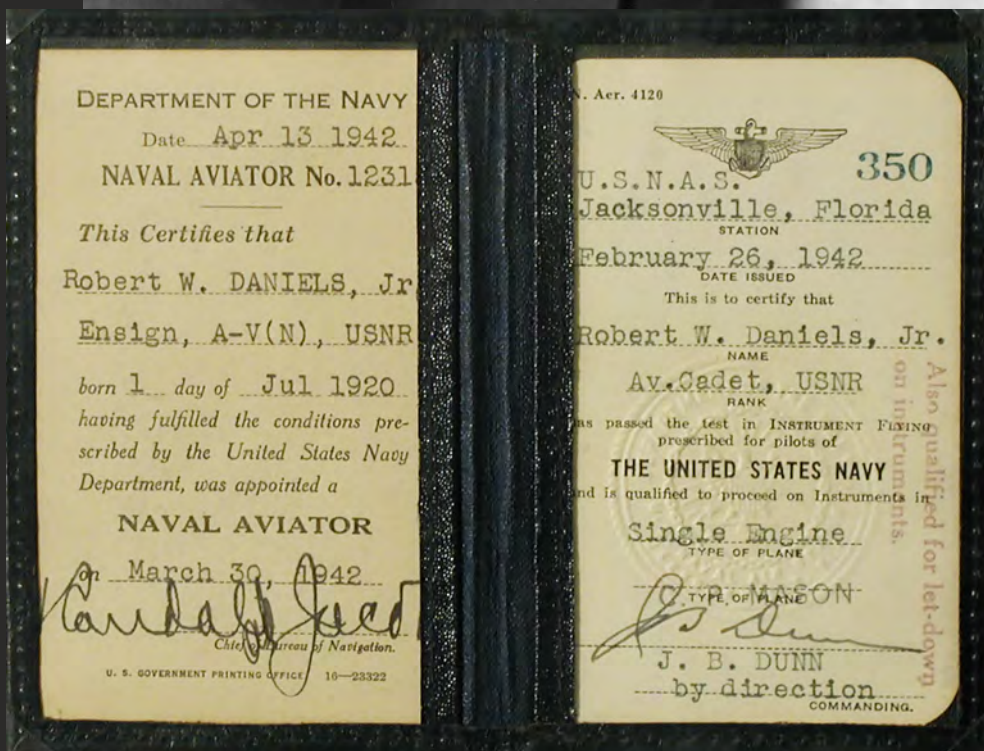 DEPARTMENT OF THE NAVY
Date Apr 13 1942
NAVAL AVIATOR No. 1231
This Certifies that
Robert W. DANIELS, Jr
Ensign, A-V(N), USNR
born 1 day of Jul 1920
having fulfilled the conditions pre-
scribed by the United States Navy
Department, was appointed a
NAVAL AVIATOR
on March 30, 1942
Chief of Bureau of Navigation.
U. S. GOVERNMENT PRINTING OFFICE 16—23322
N. Aer. 4120
350
U.S.N.A.S.
Jacksonville, Florida
STATION
February 26, 1942
DATE ISSUED
This is to certify that
Robert W. Daniels, Jr.
NAME
Av.Cadet, USNR
RANK
as passed the test in INSTRUMENT FLYING
prescribed for pilots of
THE UNITED STATES NAVY
nd is qualified to proceed on Instruments in
Single Engine
TYPE OF PLANE
C. P. MASON
TYPE OF PLANE
J. B. DUNN
by direction
COMMANDING.
Also qualified for let-down
on instruments.